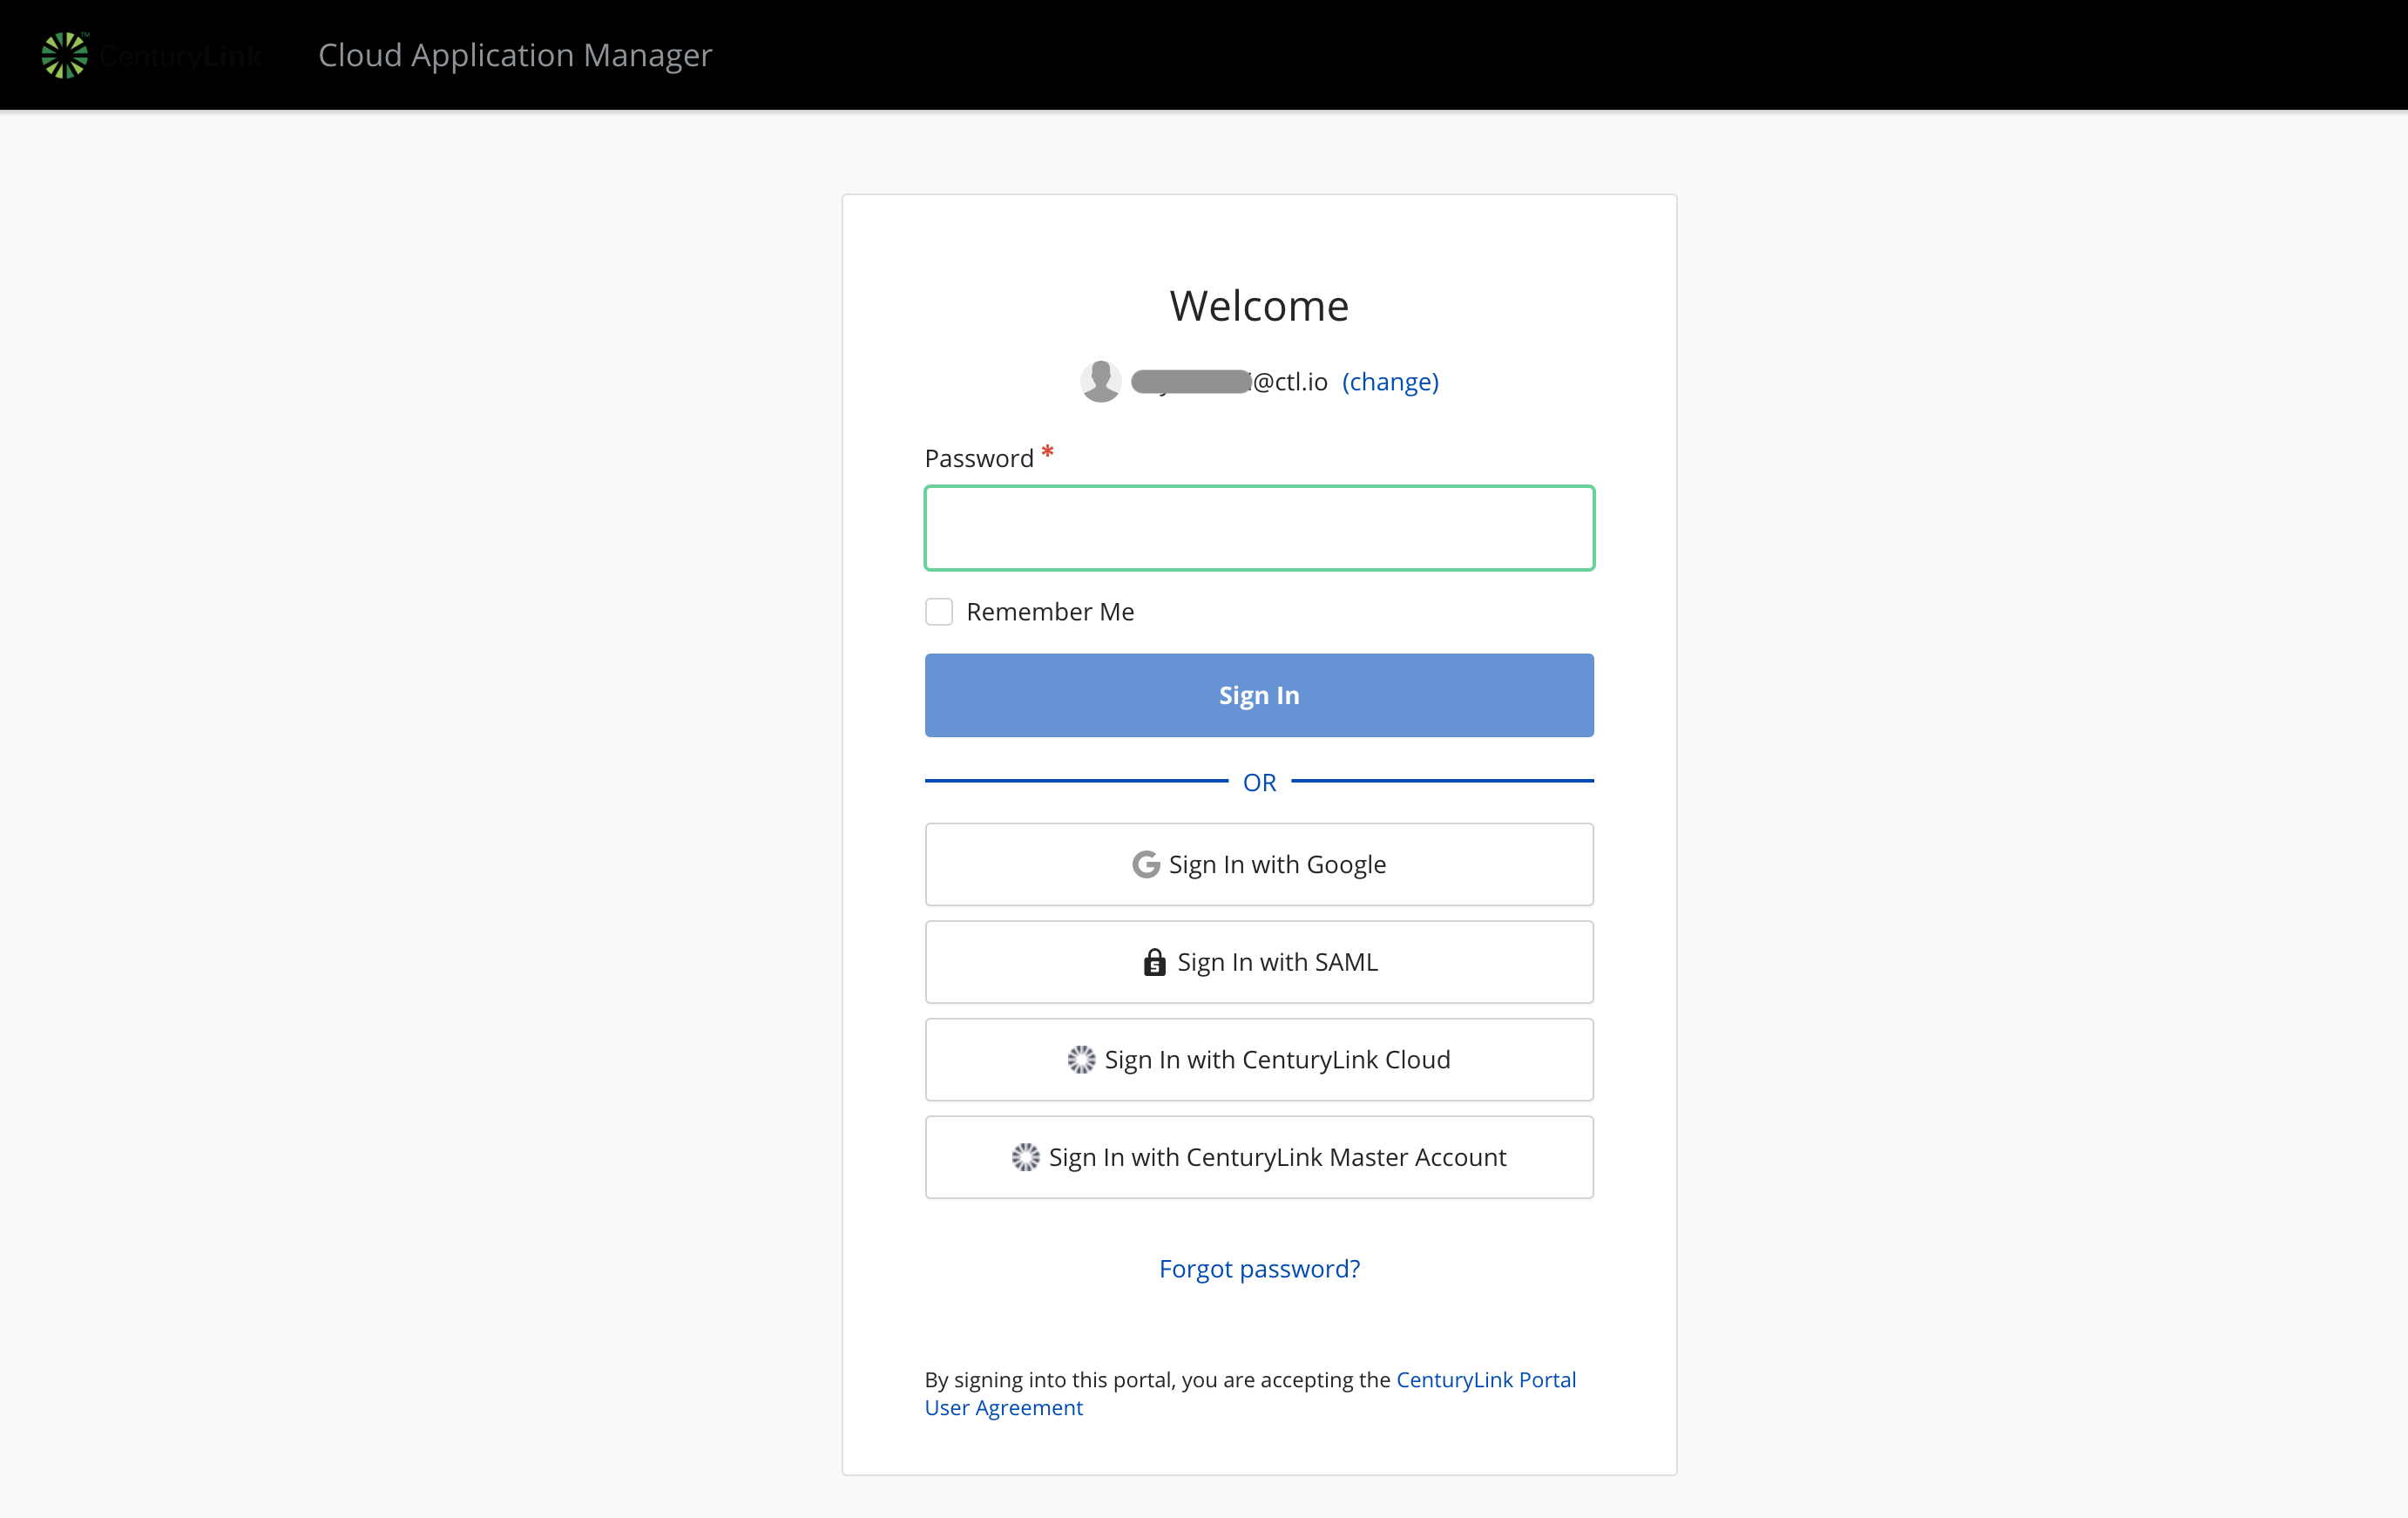 CenturyLink Cloud Application Manager
Welcome
@ctl.io (change)
Password *
Remember Me
Sign In
OR
Sign In with Google
Sign In with SAML
Sign In with CenturyLink Cloud
Sign In with CenturyLink Master Account
Forgot password?
By signing into this portal, you are accepting the CenturyLink Portal
User Agreement